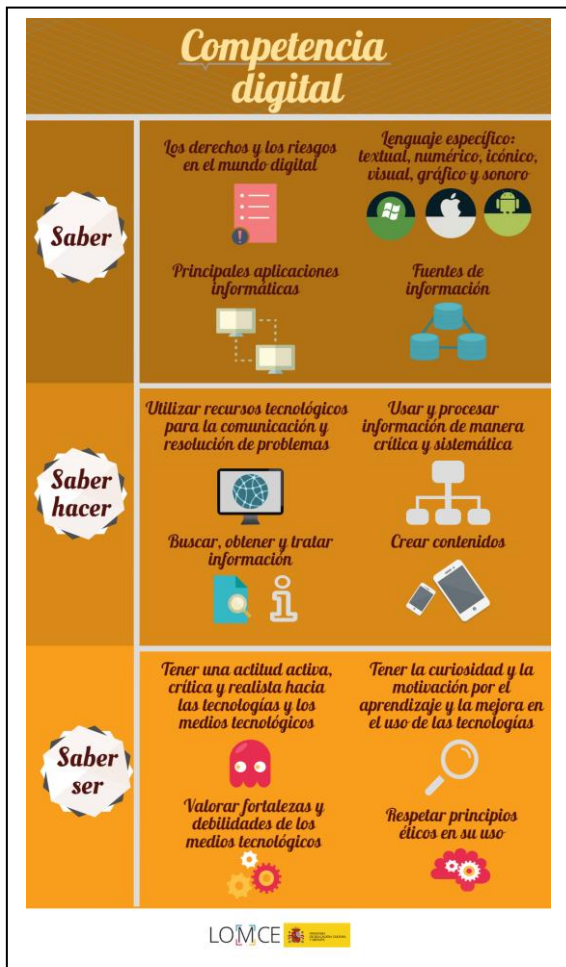 Competencia
digital
Saber
Los derechos y los riesgos
en el mundo digital
Lenguaje específico:
textual, numérico, icónico,
visual, gráfico y sonoro
Principales aplicaciones
informáticas
Fuentes de
información
Saber
hacer
Utilizar recursos tecnológicos
para la comunicación y
resolución de problemas
Usar y procesar
información de manera
crítica y sistemática
Buscar, obtener y tratar
información
Crear contenidos
Saber
ser
Tener una actitud activa,
crítica y realista hacia
las tecnologías y los
medios tecnológicos
Tener la curiosidad y la
motivación por el
aprendizaje y la mejora en
el uso de las tecnologías
Valorar fortalezas y
debilidades de los
medios tecnológicos
Respetar principios
éticos en su uso
LOMCE